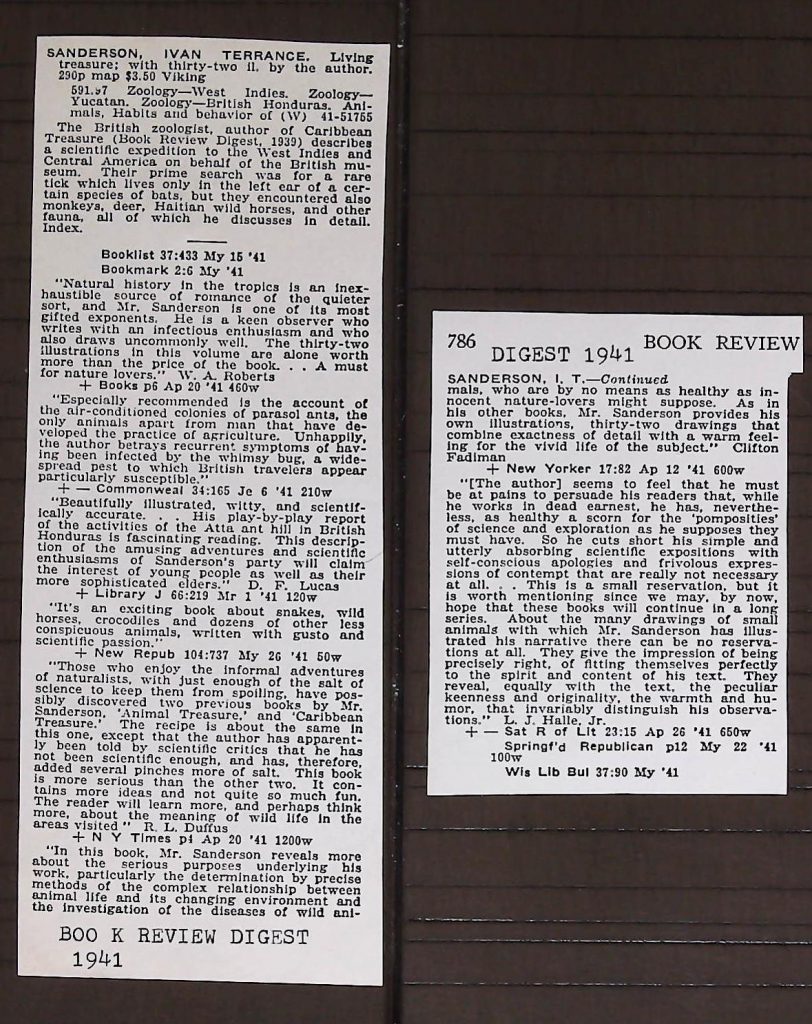 SANDERSON, IVAN TERRANCE. Living
treasure; with thirty-two il. by the author.
290p map $3.50 Viking
591.97 Zoology—West Indies. Zoology—
Yucatan. Zoology—British Honduras. Ani-
mals, Habits and behavior of (W) 41-51755
The British zoologist, author of Caribbean
Treasure (Book Review Digest, 1939) describes
a scientific expedition to the West Indies and
Central America on behalf of the British mu-
seum. Their prime search was for a rare
tick which lives only in the left ear of a cer-
tain species of bats, but they encountered also
monkeys, deer, Haitian wild horses, and other
fauna, all of which he discusses in detail.
Index.
Booklist 37:433 My 15 '41
Bookmark 2:6 My '41
"Natural history in the tropics is an inex-
haustible source of romance of the quieter
sort, and Mr. Sanderson is one of its most
gifted exponents. He is a keen observer who
writes with an infectious enthusiasm and who
also draws uncommonly well. The thirty-two
illustrations in this volume are alone worth
more than the price of the book. . . A must
for nature lovers." W. A. Roberts
+ Books p6 Ap 20 '41 460w
"Especially recommended is the account of
the air-conditioned colonies of parasol ants, the
only animals apart from man that have de-
veloped the practice of agriculture. Unhappily,
the author betrays recurrent symptoms of hav-
ing been infected by the whimsy bug, a wide-
spread pest to which British travelers appear
particularly susceptible."
+ — Commonweal 34:165 Je 6 '41 210w
"Beautifully illustrated, witty, and scientif-
ically accurate. . . His play-by-play report
of the activities of the Atta ant hill in British
Honduras is fascinating reading. This descrip-
tion of the amusing adventures and scientific
enthusiasms of Sanderson's party will claim
the interest of young people as well as their
more sophisticated elders." D. F. Lucas
+ Library J 66:219 Mr 1 '41 120w
"It's an exciting book about snakes, wild
horses, crocodiles and dozens of other less
conspicuous animals, written with gusto and
scientific passion."
+ New Repub 104:737 My 26 '41 50w
"Those who enjoy the informal adventures
of naturalists, with just enough of the salt of
science to keep them from spoiling, have pos-
sibly discovered two previous books by Mr.
Sanderson, 'Animal Treasure,' and 'Caribbean
Treasure.' The recipe is about the same in
this one, except that the author has apparent-
ly been told by scientific critics that he has
not been scientific enough, and has, therefore,
added several pinches more of salt. This book
is more serious than the other two. It con-
tains more ideas and not quite so much fun.
The reader will learn more, and perhaps think
more, about the meaning of wild life in the
areas visited" R. L. Duffus
+ N Y Times p4 Ap 20 '41 1200w
"In this book, Mr. Sanderson reveals more
about the serious purposes underlying his
work, particularly the determination by precise
methods of the complex relationship between
animal life and its changing environment and
the investigation of the diseases of wild ani-
BOO K REVIEW DIGEST
1941
786 DIGEST 1941 BOOK REVIEW
SANDERSON, I. T.—Continued
mals, who are by no means as healthy as in-
nocent nature-lovers might suppose. As in
his other books, Mr. Sanderson provides his
own illustrations, thirty-two drawings that
combine exactness of detail with a warm feel-
ing for the vivid life of the subject." Clifton
Fadiman
+ New Yorker 17:82 Ap 12 '41 600w
"[The author] seems to feel that he must
be at pains to persuade his readers that, while
he works in dead earnest, he has, neverthe-
less, as healthy a scorn for the 'pomposities'
of science and exploration as he supposes they
must have. So he cuts short his simple and
utterly absorbing scientific expositions with
self-conscious apologies and frivolous expres-
sions of contempt that are really not necessary
at all. . . This is a small reservation, but it
is worth mentioning since we may, by now,
hope that these books will continue in a long
series. About the many drawings of small
animals with which Mr. Sanderson has illus-
trated his narrative there can be no reserva-
tions at all. They give the impression of being
precisely right, of fitting themselves perfectly
to the spirit and content of his text. They
reveal, equally with the text, the peculiar
keenness and originality, the warmth and hu-
mor, that invariably distinguish his observa-
tions." L. J. Halle, Jr.
+ — Sat R of Lit 23:15 Ap 26 '41 650w
Springf'd Republican p12 My 22 '41
100w
Wis Lib Bul 37:90 My '41